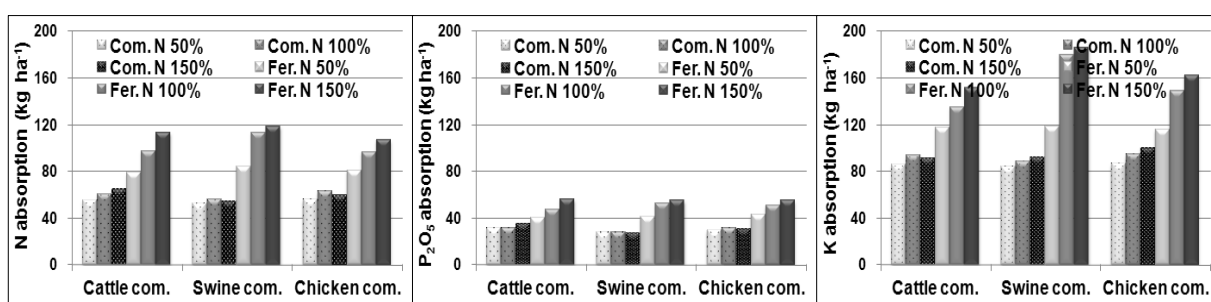 N absorption (kg ha⁻¹)
200
160
120
80
40
0
Com. N 50%
Com. N 100%
Com. N 150%
Fer. N 50%
Fer. N 100%
Fer. N 150%
Cattle com.
Swine com.
Chicken com.
P₂O₅ absorption (kg ha⁻¹)
200
160
120
80
40
0
Com. N 50%
Com. N 100%
Com. N 150%
Fer. N 50%
Fer. N 100%
Fer. N 150%
Cattle com.
Swine com.
Chicken com.
K absorption (kg ha⁻¹)
200
160
120
80
40
0
Com. N 50%
Com. N 100%
Com. N 150%
Fer. N 50%
Fer. N 100%
Fer. N 150%
Cattle com.
Swine com.
Chicken com.